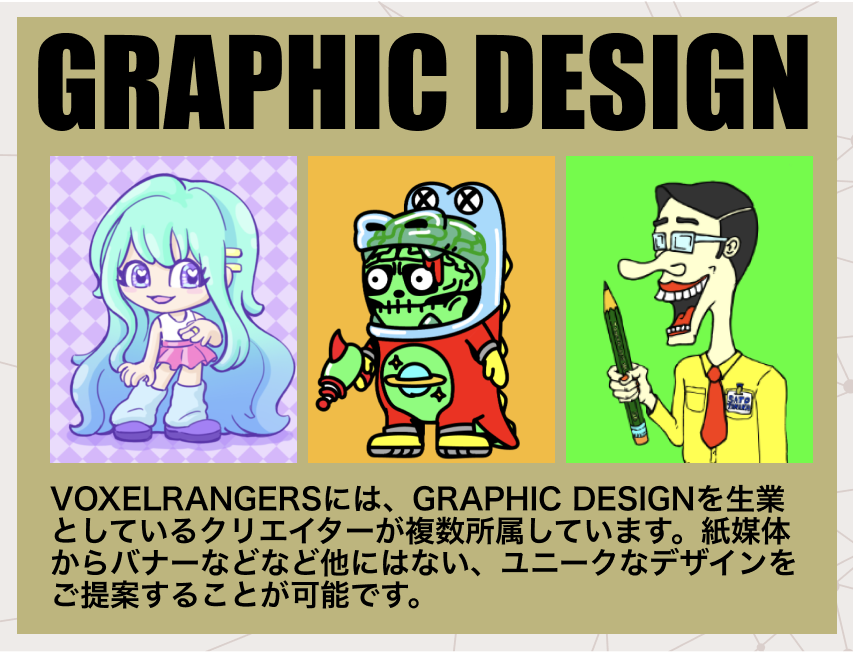 GRAPHIC DESIGN
SATO
VOXELRANGERSには、GRAPHIC DESIGNを生業
としているクリエイターが複数所属しています。紙媒体
からバナーなどなど他にはない、ユニークなデザインを
ご提案することが可能です。